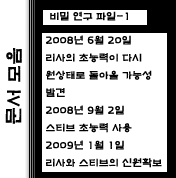 문서 모음
비밀 연구 파일-1
2008년 6월 20일
리사의 초능력이 다시
원상태로 돌아올 가능성
발견
2008년 9월 2일
스티브 초능력 사용
2009년 1월 1일
리사와 스티브의 신원확보